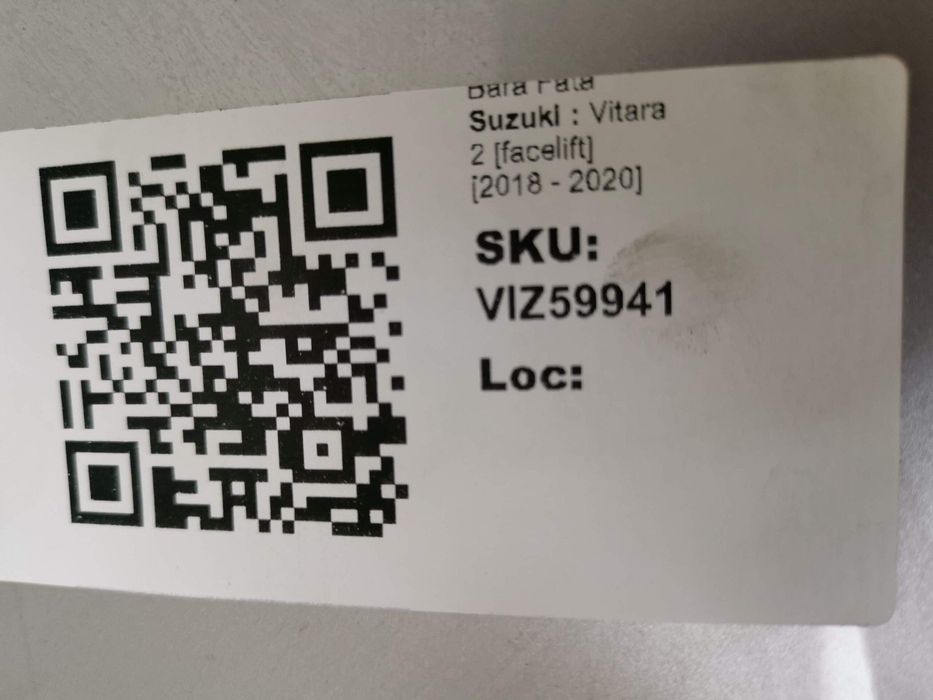 Bara Fata
Suzuki : Vitara
2 [facelift]
[2018 - 2020]
SKU:
VIZ59941
Loc: